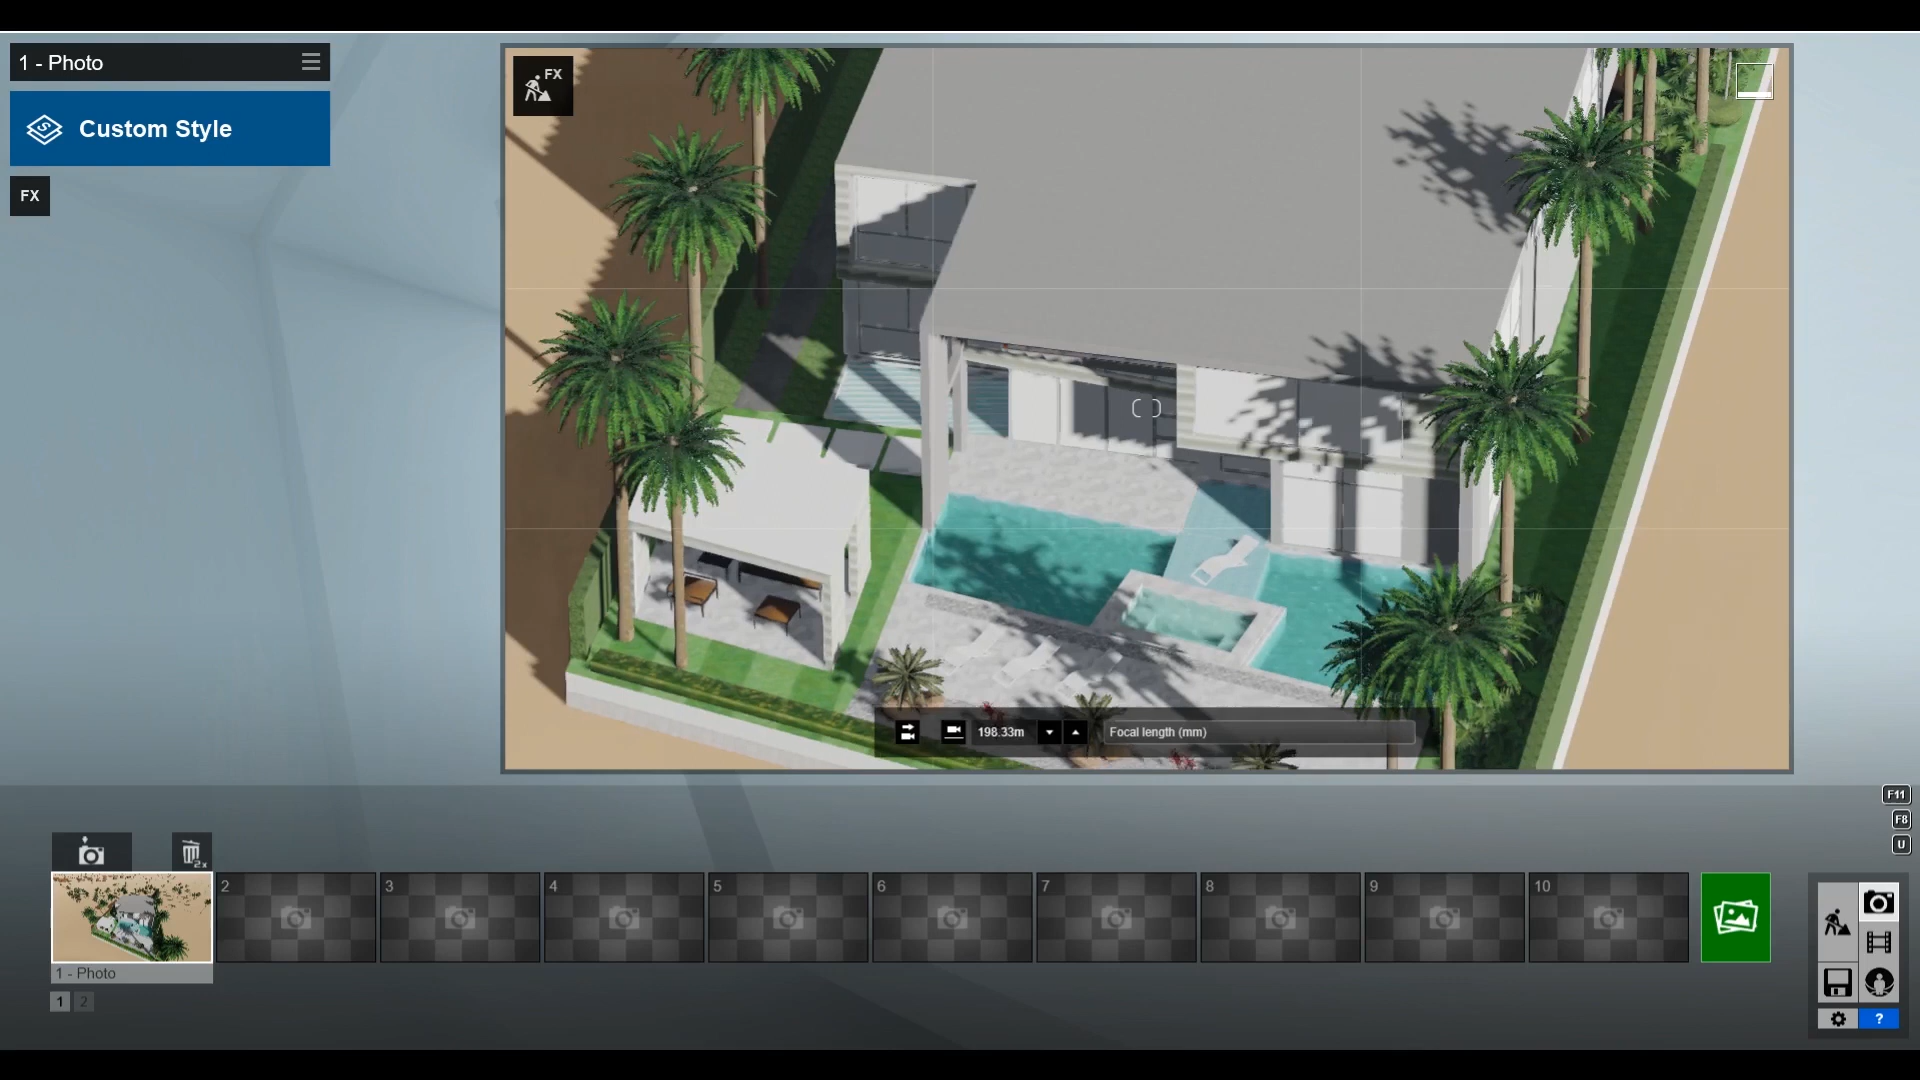 1 - Photo
Custom Style
FX
FX
198.33m
Focal length (mm)
F11
F8
U
2x
2
3
4
5
6
7
8
9
10
1 - Photo
1 2
?